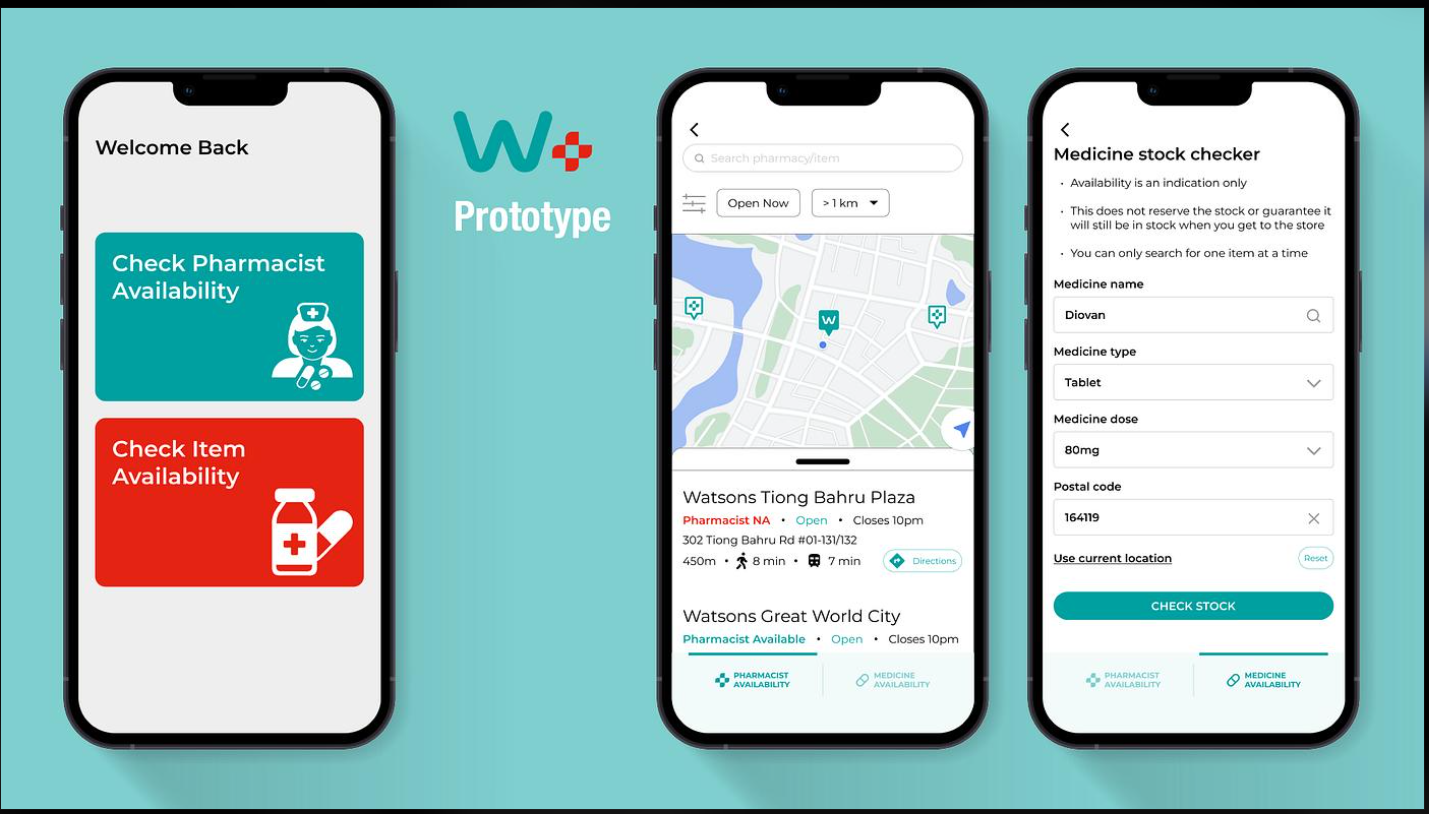 Welcome Back
Check Pharmacist
Availability
Check Item
Availability
W+
Prototype
Search pharmacy/item
Open Now
> 1 km
W
Watsons Tiong Bahru Plaza
Pharmacist NA • Open • Closes 10pm
302 Tiong Bahru Rd #01-131/132
450m • 8 min • 7 min
Directions
Watsons Great World City
Pharmacist Available • Open • Closes 10pm
PHARMACIST
AVAILABILITY
MEDICINE
AVAILABILITY
Medicine stock checker
• Availability is an indication only
• This does not reserve the stock or guarantee it
will still be in stock when you get to the store
• You can only search for one item at a time
Medicine name
Diovan
Medicine type
Tablet
Medicine dose
80mg
Postal code
164119
Use current location
Reset
CHECK STOCK
PHARMACIST
AVAILABILITY
MEDICINE
AVAILABILITY